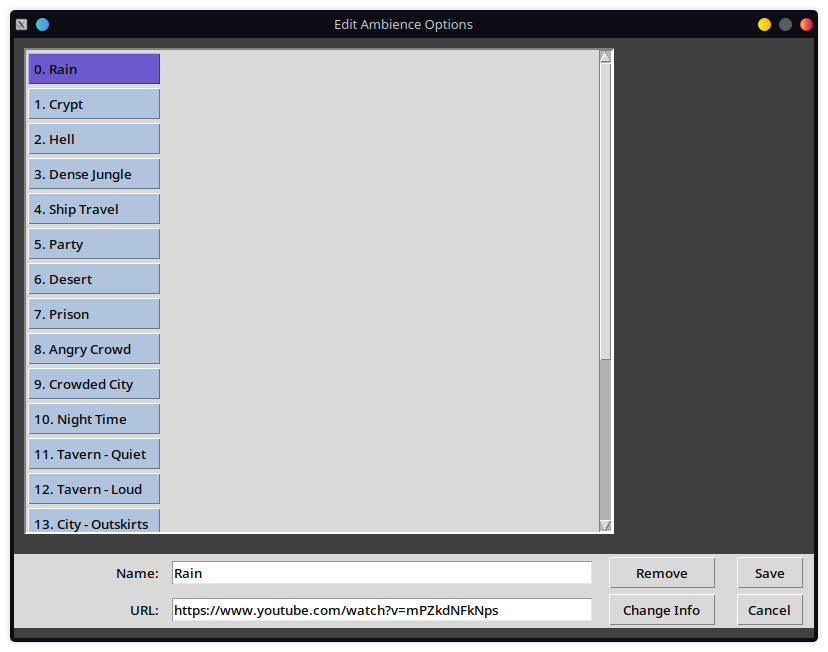 Edit Ambience Options
0. Rain
1. Crypt
2. Hell
3. Dense Jungle
4. Ship Travel
5. Party
6. Desert
7. Prison
8. Angry Crowd
9. Crowded City
10. Night Time
11. Tavern - Quiet
12. Tavern - Loud
13. City - Outskirts
Name: Rain Remove Save
URL: https://www.youtube.com/watch?v=mPZkdNFkNps Change Info Cancel